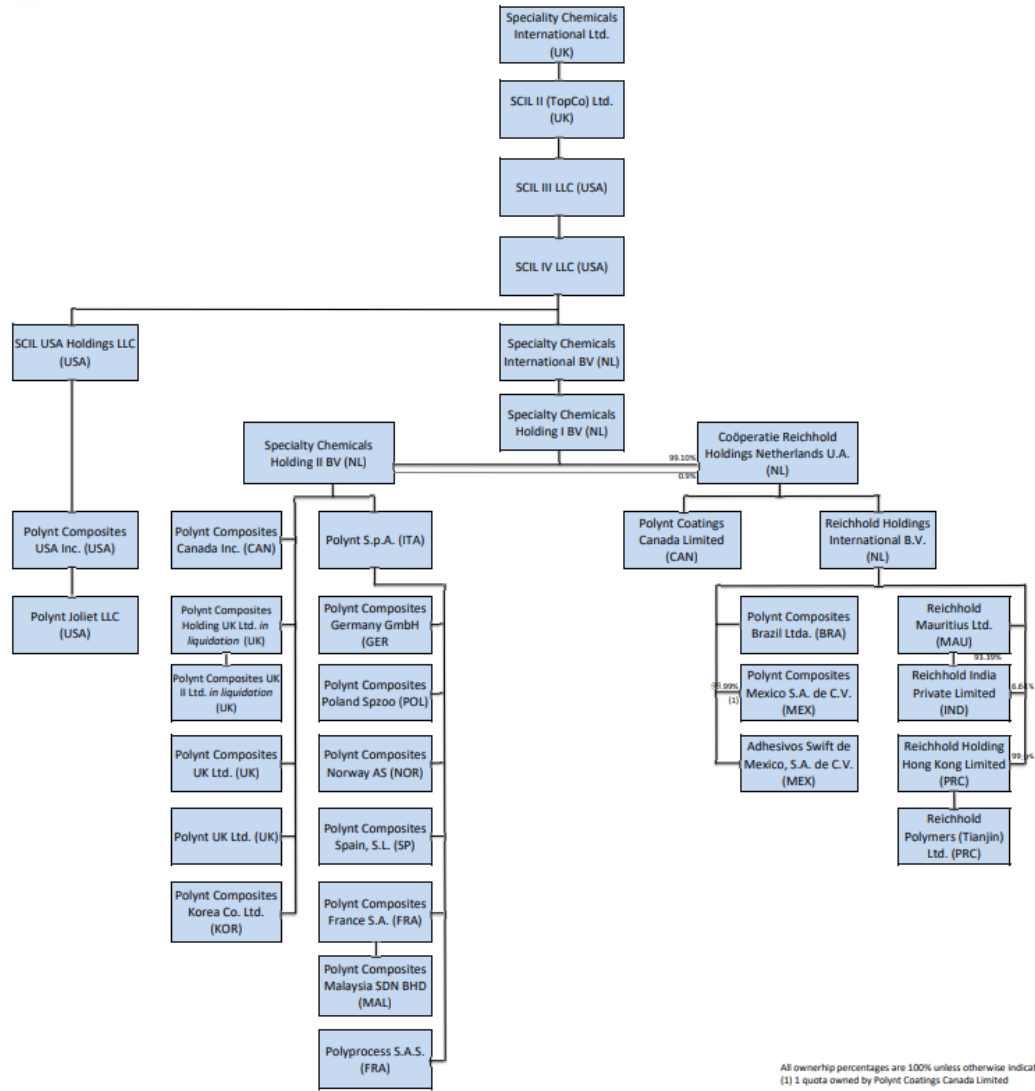 Speciality Chemicals
International Ltd.
(UK)
SCIL II (TopCo) Ltd.
(UK)
SCIL III LLC (USA)
SCIL IV LLC (USA)
SCIL USA Holdings LLC
(USA)
Specialty Chemicals
International BV (NL)
Specialty Chemicals
Holding I BV (NL)
Specialty Chemicals
Holding II BV (NL)
Coöperatie Reichhold
Holdings Netherlands U.A.
(NL)
99.10%
0.9%
Polynt Composites
USA Inc. (USA)
Polynt Composites
Canada Inc. (CAN)
Polynt S.p.A. (ITA)
Polynt Coatings
Canada Limited
(CAN)
Reichhold Holdings
International B.V.
(NL)
Polynt Joliet LLC
(USA)
Polynt Composites
Holding UK Ltd. in
liquidation (UK)
Polynt Composites
Germany GmbH
(GER
Polynt Composites
Brazil Ltda. (BRA)
Reichhold
Mauritius Ltd.
(MAU)
93.39%
Polynt Composites UK
II Ltd. in liquidation
(UK)
Polynt Composites
Poland Spzoo (POL)
(1)
Polynt Composites
Mexico S.A. de C.V.
(MEX)
Reichhold India
Private Limited
(IND)
Polynt Composites
UK Ltd. (UK)
Polynt Composites
Norway AS (NOR)
Adhesivos Swift de
Mexico, S.A. de C.V.
(MEX)
Reichhold Holding
Hong Kong Limited
(PRC)
Polynt UK Ltd. (UK)
Polynt Composites
Spain, S.L. (SP)
Reichhold
Polymers (Tianjin)
Ltd. (PRC)
Polynt Composites
Korea Co. Ltd.
(KOR)
Polynt Composites
France S.A. (FRA)
Polynt Composites
Malaysia SDN BHD
(MAL)
Polyprocess S.A.S.
(FRA)
All ownerhip percentages are 100% unless otherwise indicat
(1) 1 quota owned by Polynt Coatings Canada Limited